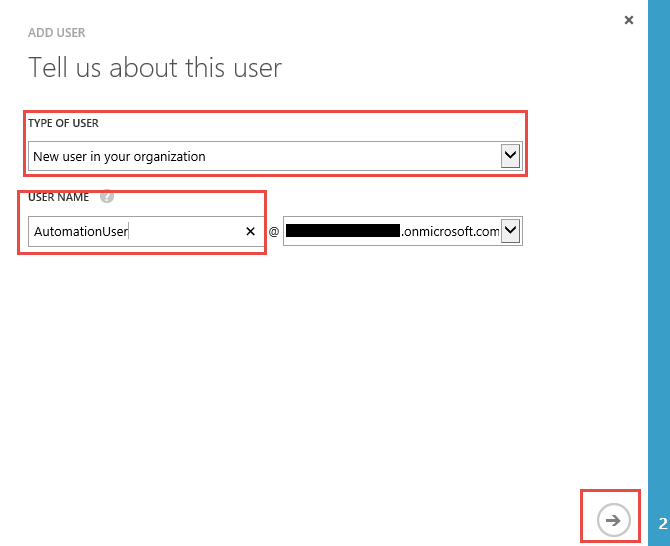 ADD USER
Tell us about this user
TYPE OF USER
New user in your organization
USER NAME ?
AutomationUser × @ .onmicrosoft.com
2